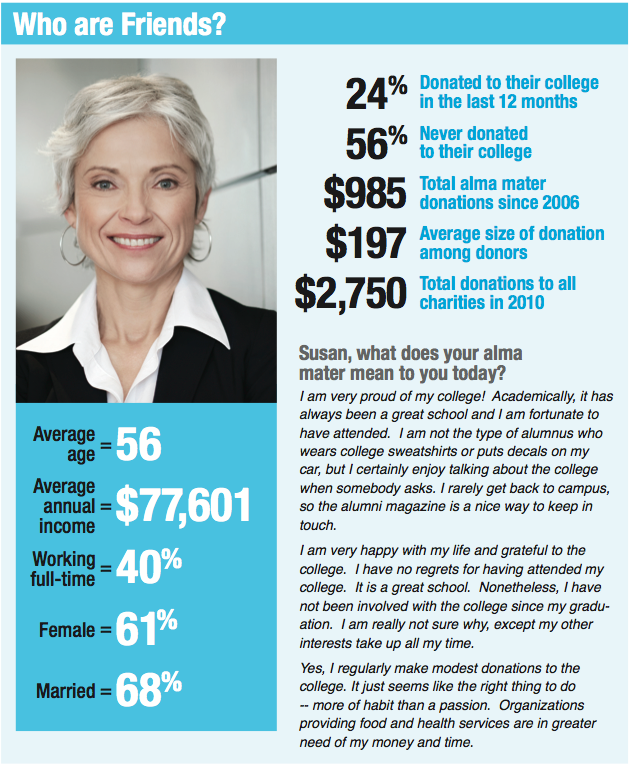 Who are Friends?
24% Donated to their college
in the last 12 months
56% Never donated
to their college
$985 Total alma mater
donations since 2006
$197 Average size of donation
among donors
$2,750 Total donations to all
charities in 2010
Average
age = 56
Average
annual
income = $77,601
Working
full-time = 40%
Female = 61%
Married = 68%
Susan, what does your alma
mater mean to you today?
I am very proud of my college!  Academically, it has
always been a great school and I am fortunate to
have attended.  I am not the type of alumnus who
wears college sweatshirts or puts decals on my
car, but I certainly enjoy talking about the college
when somebody asks. I rarely get back to campus,
so the alumni magazine is a nice way to keep in
touch.
I am very happy with my life and grateful to the
college.  I have no regrets for having attended my
college.  It is a great school.  Nonetheless, I have
not been involved with the college since my gradu-
ation.  I am really not sure why, except my other
interests take up all my time.
Yes, I regularly make modest donations to the
college. It just seems like the right thing to do
-- more of habit than a passion.  Organizations
providing food and health services are in greater
need of my money and time.